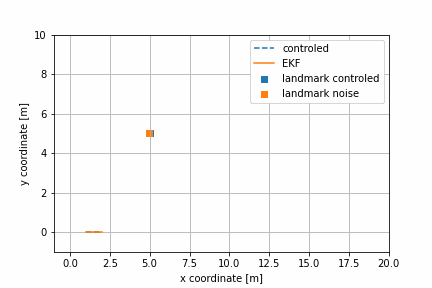 10
8
6
4
2
0
y coordinate [m]
controled
EKF
landmark controled
landmark noise
0.0 2.5 5.0 7.5 10.0 12.5 15.0 17.5 20.0
x coordinate [m]